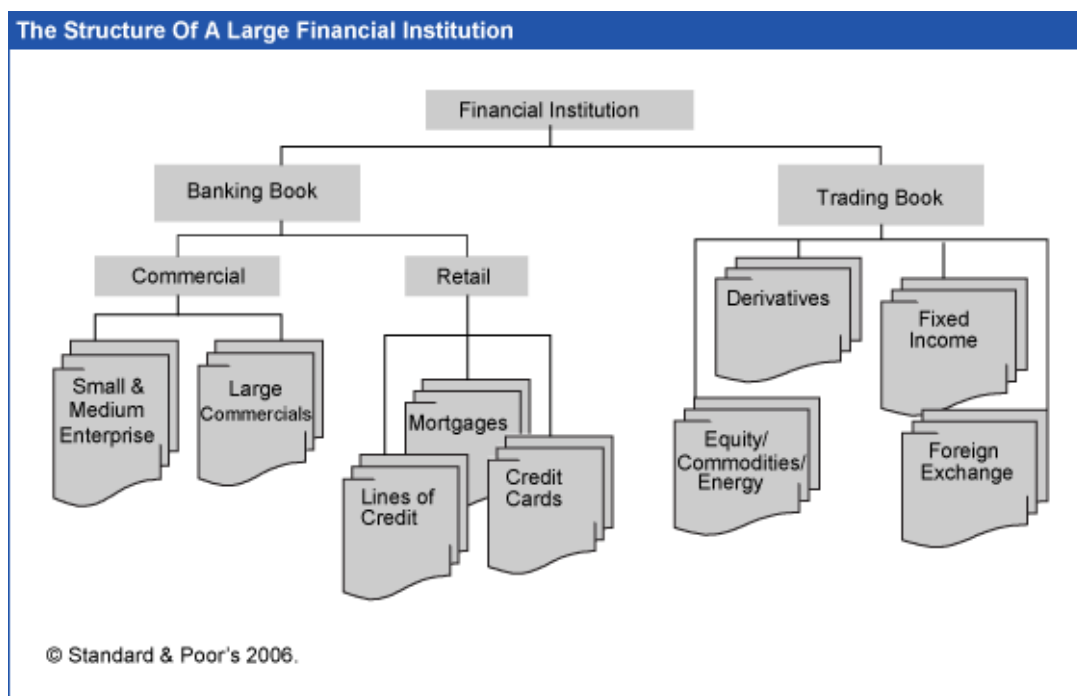 The Structure Of A Large Financial Institution
Financial Institution
Banking Book
Trading Book
Commercial
Retail
Derivatives
Fixed
Income
Small &
Medium
Enterprise
Large
Commercials
Mortgages
Lines of
Credit
Credit
Cards
Equity/
Commodities/
Energy
Foreign
Exchange
© Standard & Poor's 2006.